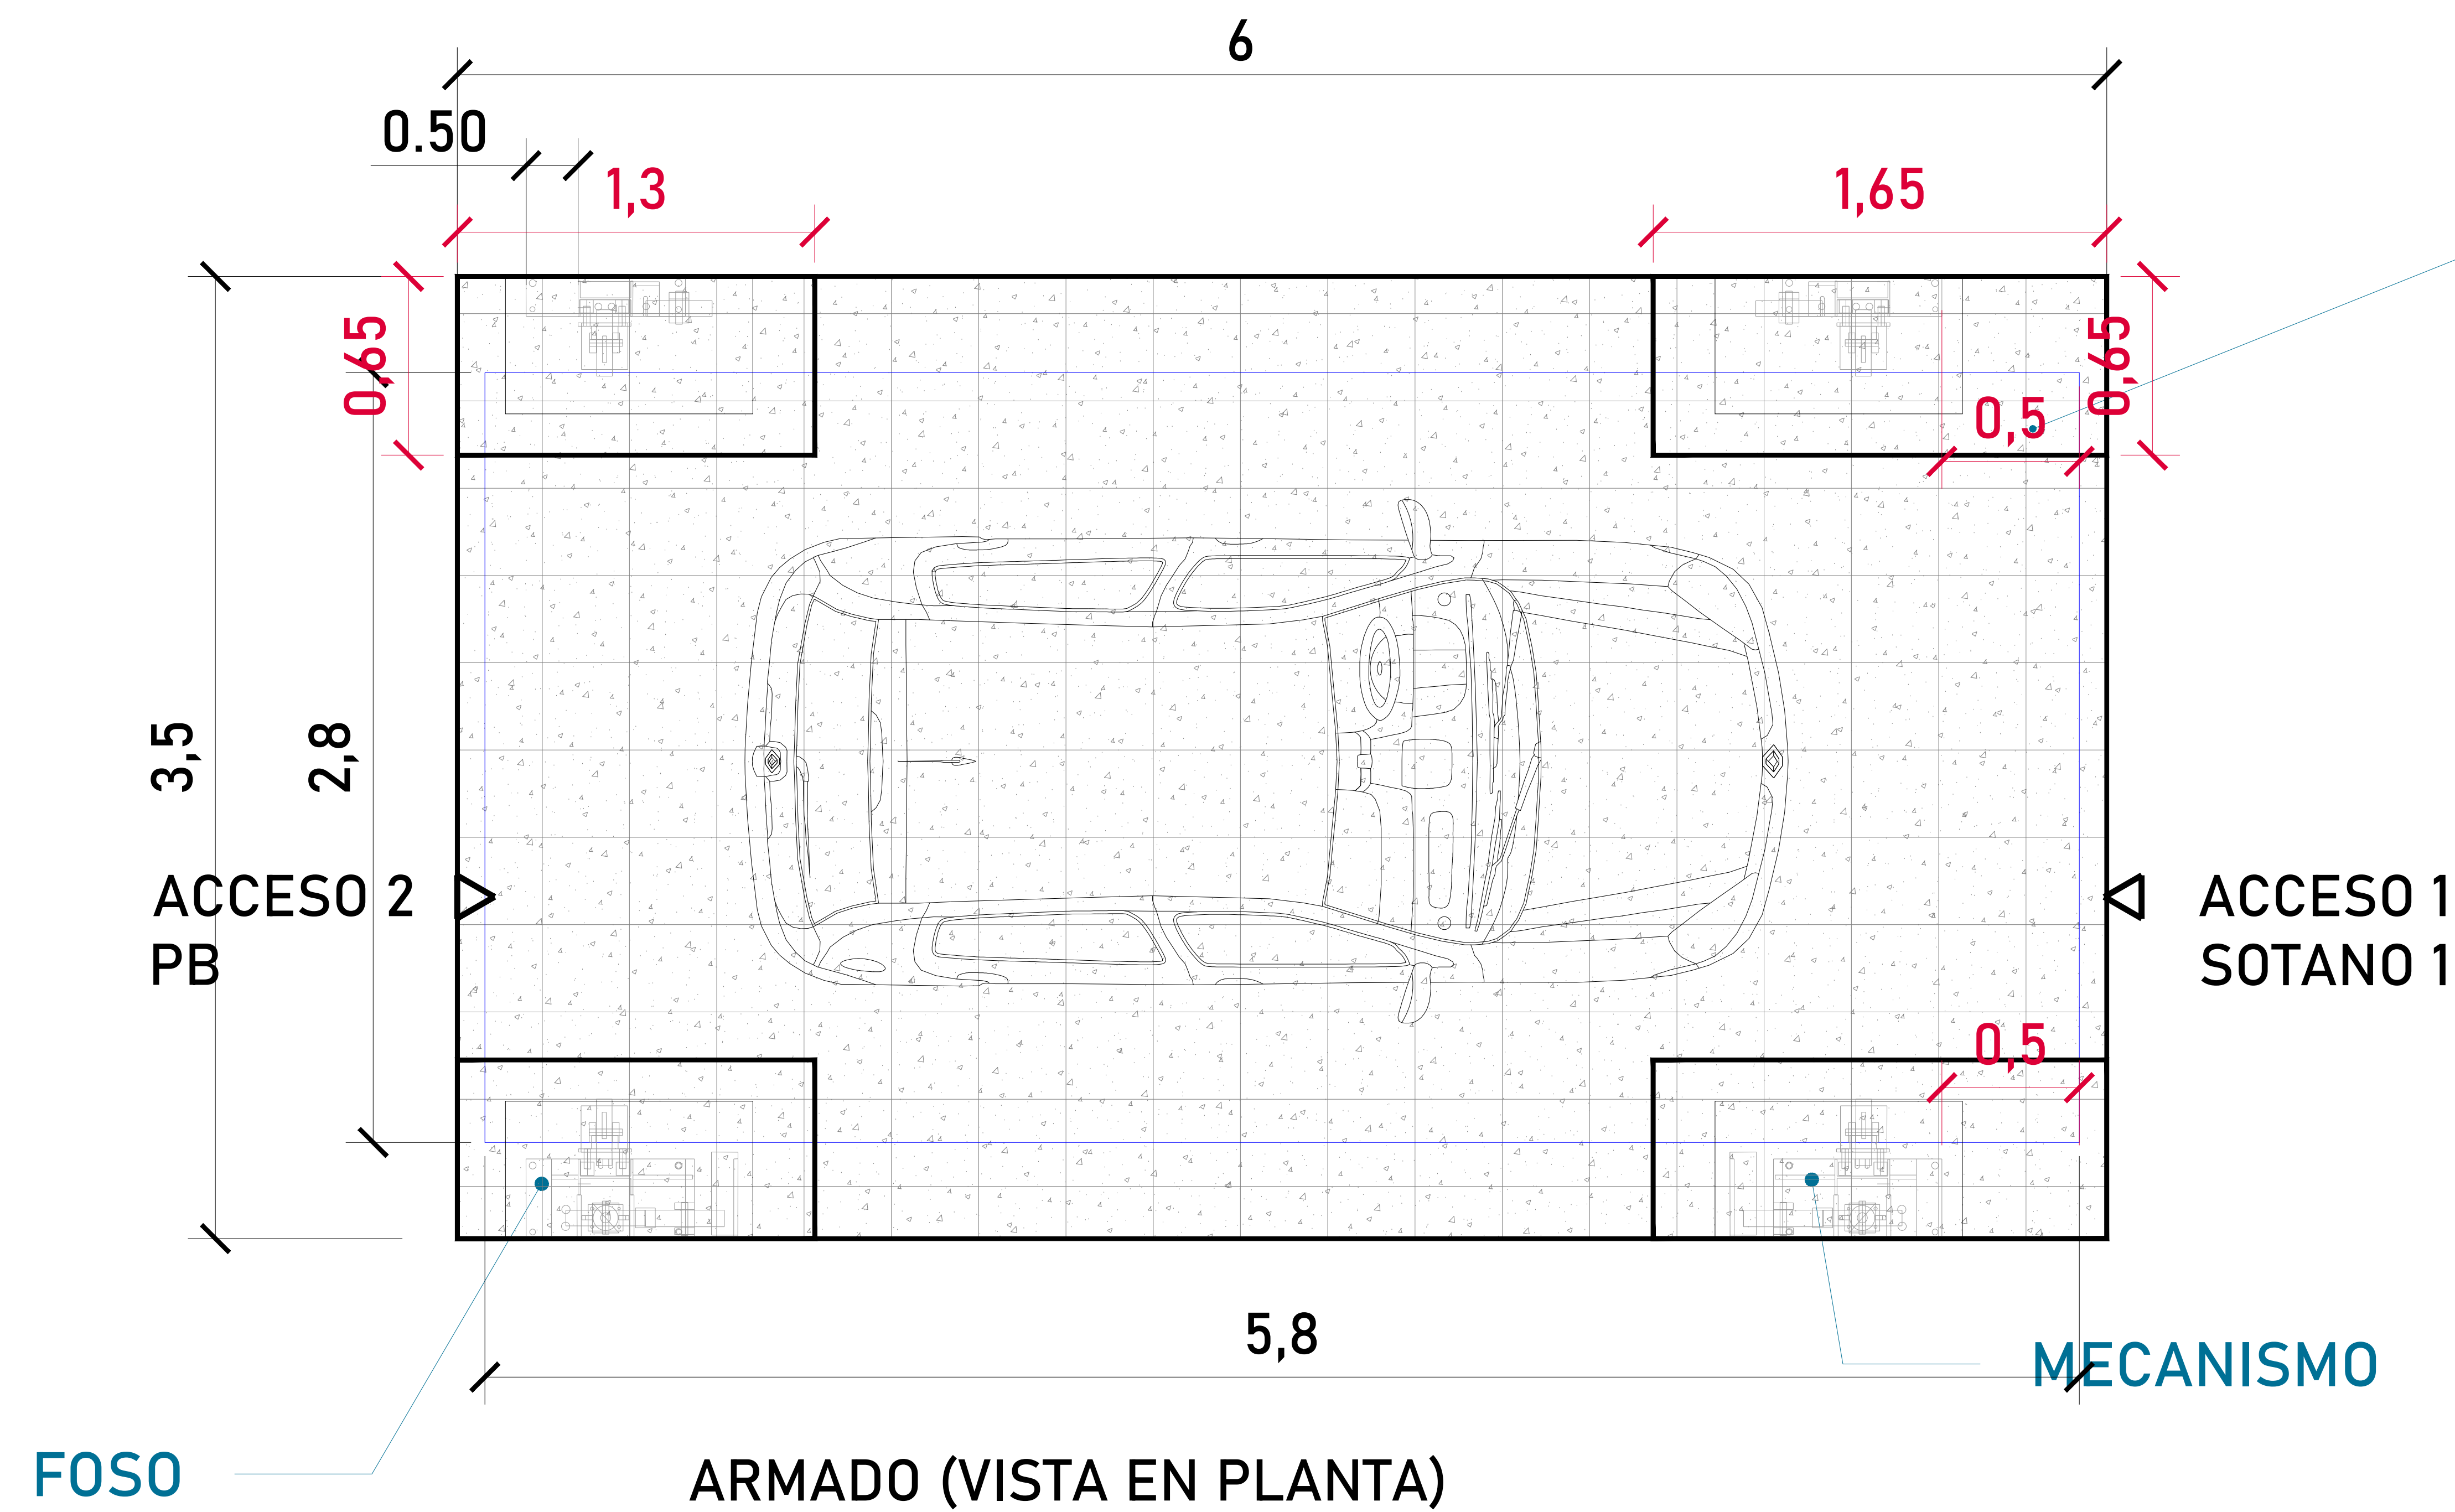 6
0.50
1,3
1,65
0,65
0,65
0,5
3,5
2,8
ACCESO 2
PB
ACCESO 1
SOTANO 1
0,5
5,8
MECANISMO
FOSO
ARMADO (VISTA EN PLANTA)